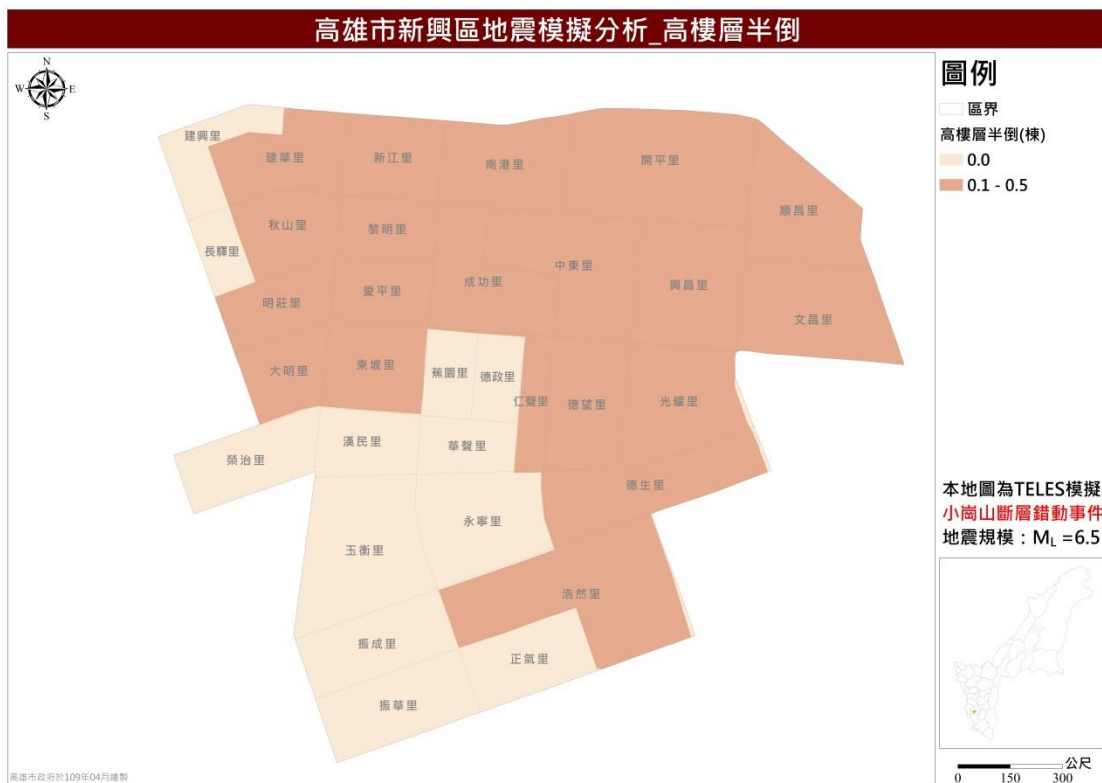 高雄市新興區地震模擬分析_高樓層半倒
N
W E
S
圖例
區界
高樓層半倒(棟)
0.0
0.1 - 0.5
建興里
建華里
新江里
南港里
開平里
順昌里
秋山里
黎明里
長驛里
中東里
成功里
興昌里
愛平里
明莊里
文昌里
東坡里
大明里
蕉園里
德政里
仁聲里
德望里
光耀里
漢民里
華聲里
榮治里
德生里
永寧里
玉衡里
浩然里
振成里
正氣里
振華里
本地圖為TELES模擬
小崗山斷層錯動事件
地震規模：ML =6.5
公尺
0 150 300
高雄市政府於109年04月繪製